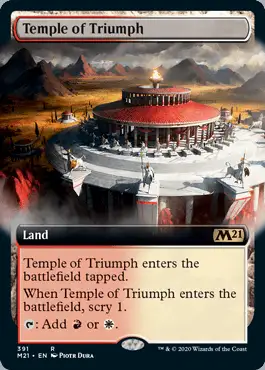 Temple of Triumph
Land
M21
Temple of Triumph enters the
battlefield tapped.
When Temple of Triumph enters the
battlefield, scry 1.
: Add or .
391 R
M21 • EN PIOTR DURA
™ & © 2020 Wizards of the Coast